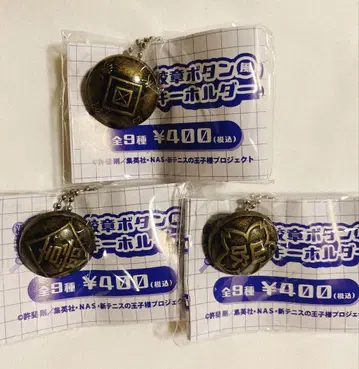 校章ボタン風
キーホルダー
全9種 ¥400(税込)
剛／集英社・NAS・新テニスの王子様プロジェクト
校章ボタン
キーホルダ
全9種 ¥400(税込)
©許斐 剛／集英社・NAS・新テニスの王子様プロジェクト
校章ボタン風
キーホルダー
全9種 ¥400(税込)
©許斐 剛／集英社・NAS・新テニスの王子様プロジェクト